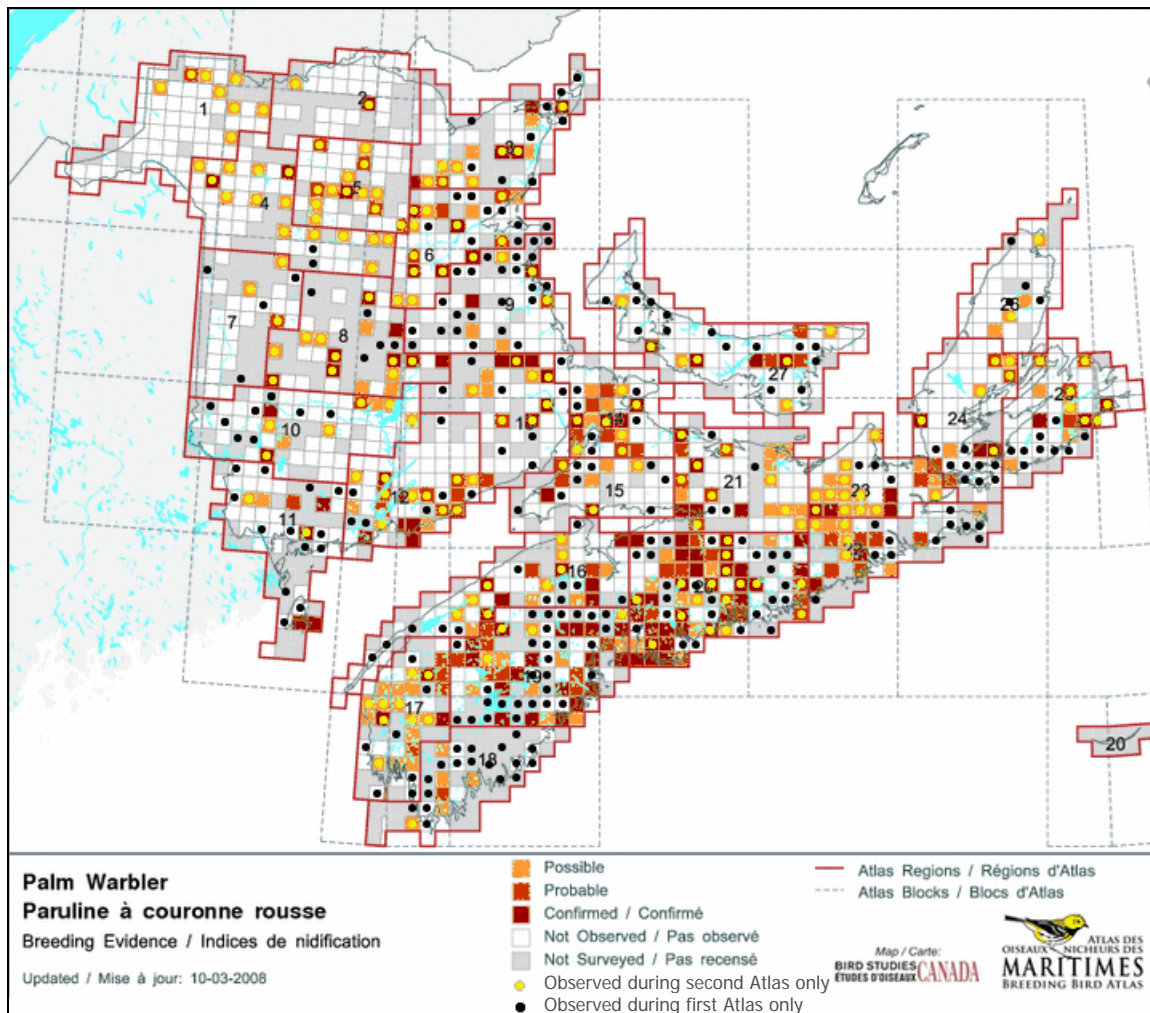 1
2
3
4
5
6
7
8
9
10
11
12
14
15
16
17
18
19
20
21
23
24
27
Palm Warbler
Paruline à couronne rousse
Breeding Evidence / Indices de nidification
Updated / Mise à jour: 10-03-2008
Possible
Probable
Confirmed / Confirmé
Not Observed / Pas observé
Not Surveyed / Pas recensé
Observed during second Atlas only
Observed during first Atlas only
Atlas Regions / Régions d'Atlas
Atlas Blocks / Blocs d'Atlas
Map / Carte:
BIRD STUDIES
ÉTUDES D'OISEAUX CANADA
ATLAS DES
OISEAUX NICHEURS DES
MARITIMES
BREEDING BIRD ATLAS